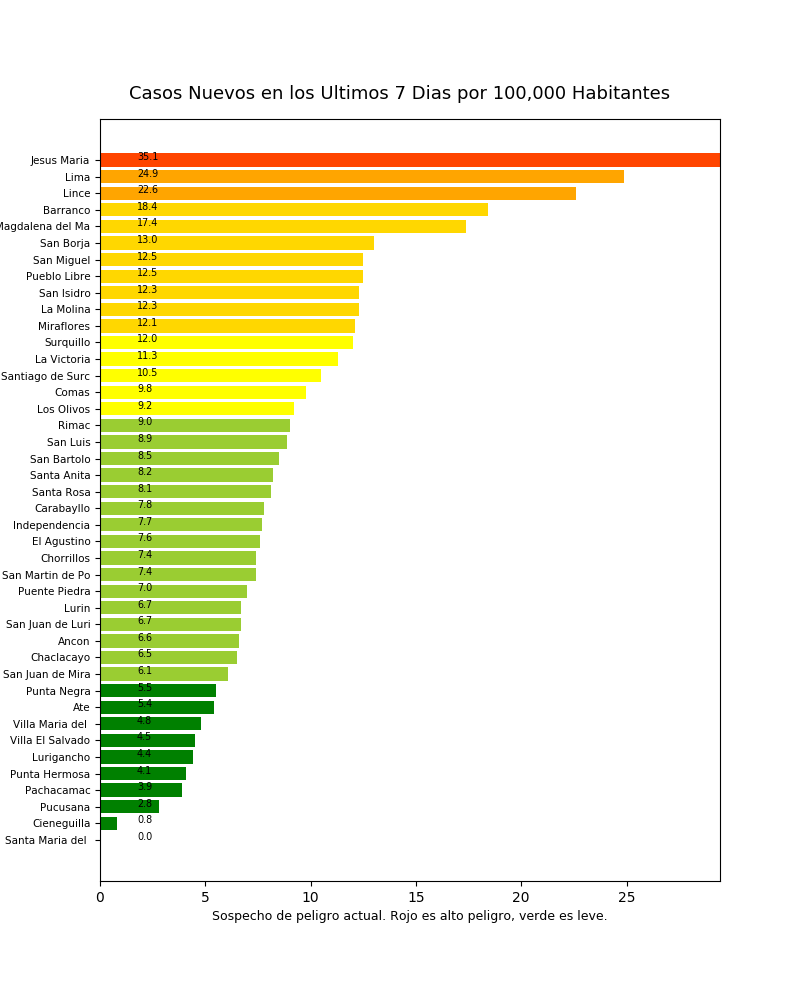 Casos Nuevos en los Ultimos 7 Dias por 100,000 Habitantes
Jesus Maria 35.1
Lima 24.9
Lince 22.6
Barranco 18.4
Magdalena del Ma 17.4
San Borja 13.0
San Miguel 12.5
Pueblo Libre 12.5
San Isidro 12.3
La Molina 12.3
Miraflores 12.1
Surquillo 12.0
La Victoria 11.3
Santiago de Surc 10.5
Comas 9.8
Los Olivos 9.2
Rimac 9.0
San Luis 8.9
San Bartolo 8.5
Santa Anita 8.2
Santa Rosa 8.1
Carabayllo 7.8
Independencia 7.7
El Agustino 7.6
Chorrillos 7.4
San Martin de Po 7.4
Puente Piedra 7.0
Lurin 6.7
San Juan de Luri 6.7
Ancon 6.6
Chaclacayo 6.5
San Juan de Mira 6.1
Punta Negra 5.5
Ate 5.4
Villa Maria del 4.8
Villa El Salvado 4.5
Lurigancho 4.4
Punta Hermosa 4.1
Pachacamac 3.9
Pucusana 2.8
Cieneguilla 0.8
Santa Maria del 0.0
0 5 10 15 20 25
Sospecho de peligro actual. Rojo es alto peligro, verde es leve.